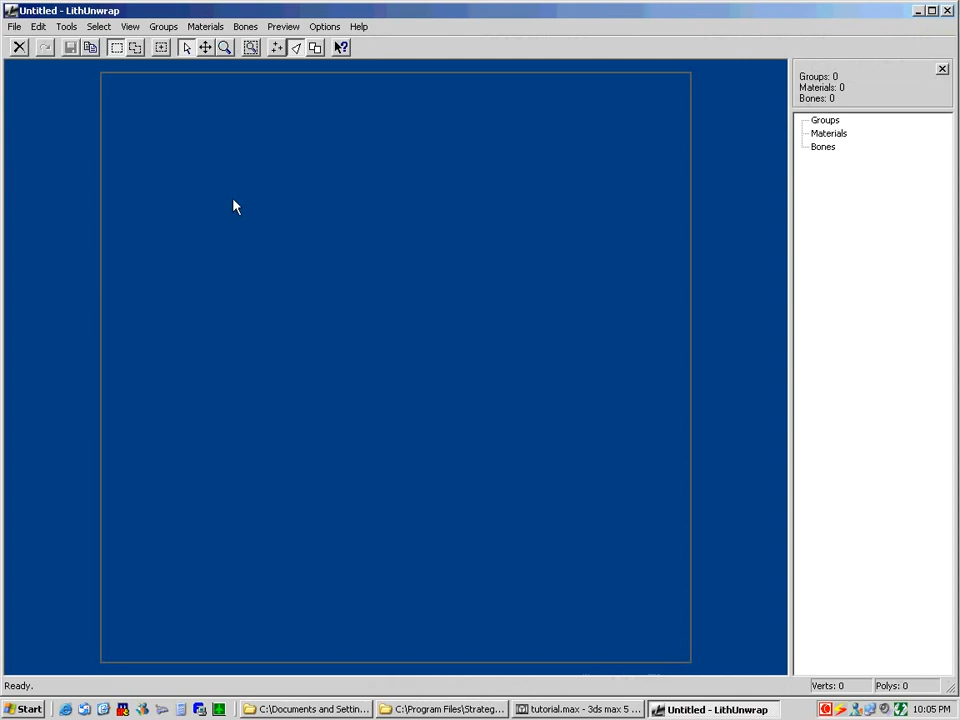 Untitled - LithUnwrap
File Edit Tools Select View Groups Materials Bones Preview Options Help
Groups: 0
Materials: 0
Bones: 0
Groups
Materials
Bones
Ready.
Verts: 0 Polys: 0
Start C:\Documents and Settin... C:\Program Files\Strateg... tutorial.max - 3ds max 5 ... Untitled - LithUnwrap 10:05 PM